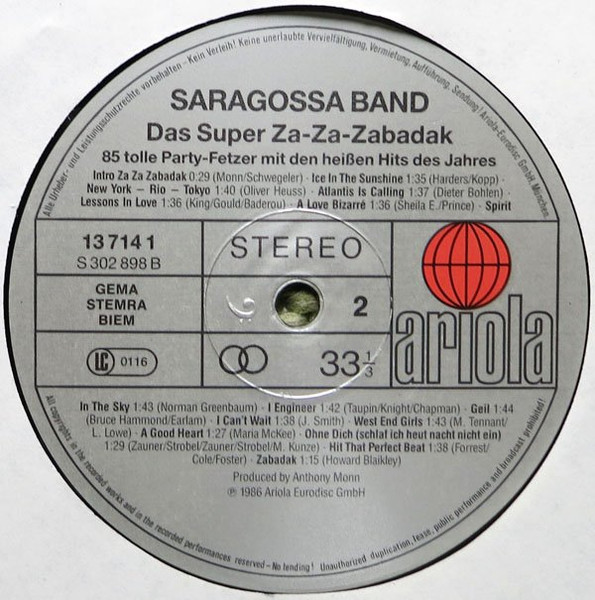 Alle Urheber- und Leistungsschutzrechte vorbehalten – Kein Verleih! Keine unerlaubte Vervielfältigung, Vermietung, Aufführung, Sendung! Ariola-Eurodisc GmbH München.
SARAGOSSA BAND
Das Super Za-Za-Zabadak
85 tolle Party-Fetzer mit den heißen Hits des Jahres
Intro Za Za Zabadak 0:29 (Monn/Schwegeler) · Ice In The Sunshine 1:35 (Harders/Kopp) ·
New York – Rio – Tokyo 1:40 (Oliver Heuss) · Atlantis Is Calling 1:37 (Dieter Bohlen) ·
Lessons In Love 1:36 (King/Gould/Baderou) · A Love Bizarré 1:36 (Sheila E./Prince) · Spirit
13 714 1
S 302 898 B
STEREO
GEMA
STEMRA
BIEM
2
LC 0116
33 1/3
ariola
In The Sky 1:43 (Norman Greenbaum) · I Engineer 1:42 (Taupin/Knight/Chapman) · Geil 1:44
(Bruce Hammond/Earlam) · I Can't Wait 1:38 (J. Smith) · West End Girls 1:43 (M. Tennant/
L. Lowe) · A Good Heart 1:27 (Maria McKee) · Ohne Dich (schlaf ich heut nacht nicht ein)
1:29 (Zauner/Strobel/Zauner/Strobel/M. Kunze) · Hit That Perfect Beat 1:38 (Forrest/
Cole/Foster) · Zabadak 1:15 (Howard Blaikley)
Produced by Anthony Monn
℗ 1986 Ariola Eurodisc GmbH
All copyrights in the recorded works and in the recorded performances reserved – No lending! Unauthorized duplication, lease, public performance and broadcast prohibited!